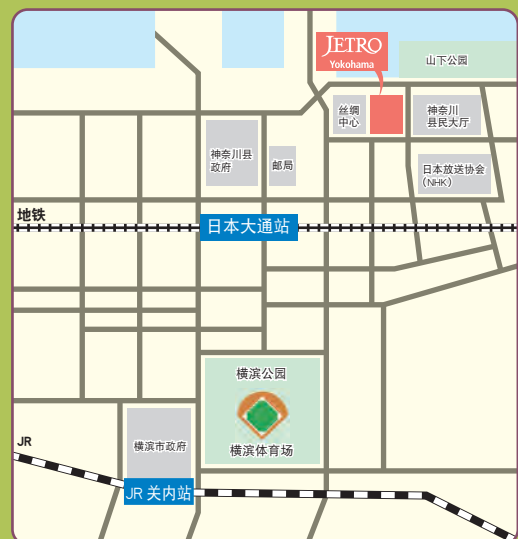 JETRO
Yokohama
山下公园
丝绸
中心
神奈川
县民大厅
神奈川县
政府
邮局
日本放送协会
（NHK）
地铁
日本大通站
横滨公园
横滨体育场
JR
横滨市政府
JR 关内站